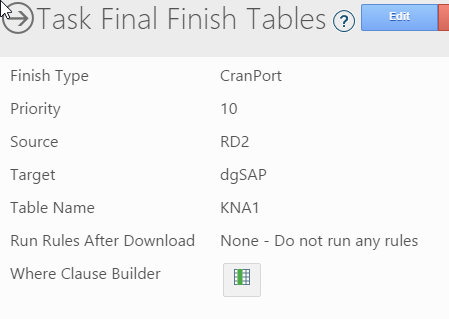 Task Final Finish Tables ? Edit
Finish Type CranPort
Priority 10
Source RD2
Target dgSAP
Table Name KNA1
Run Rules After Download None - Do not run any rules
Where Clause Builder